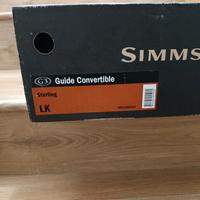 SIMMS
G3 Guide Convertible
Sterling
LK